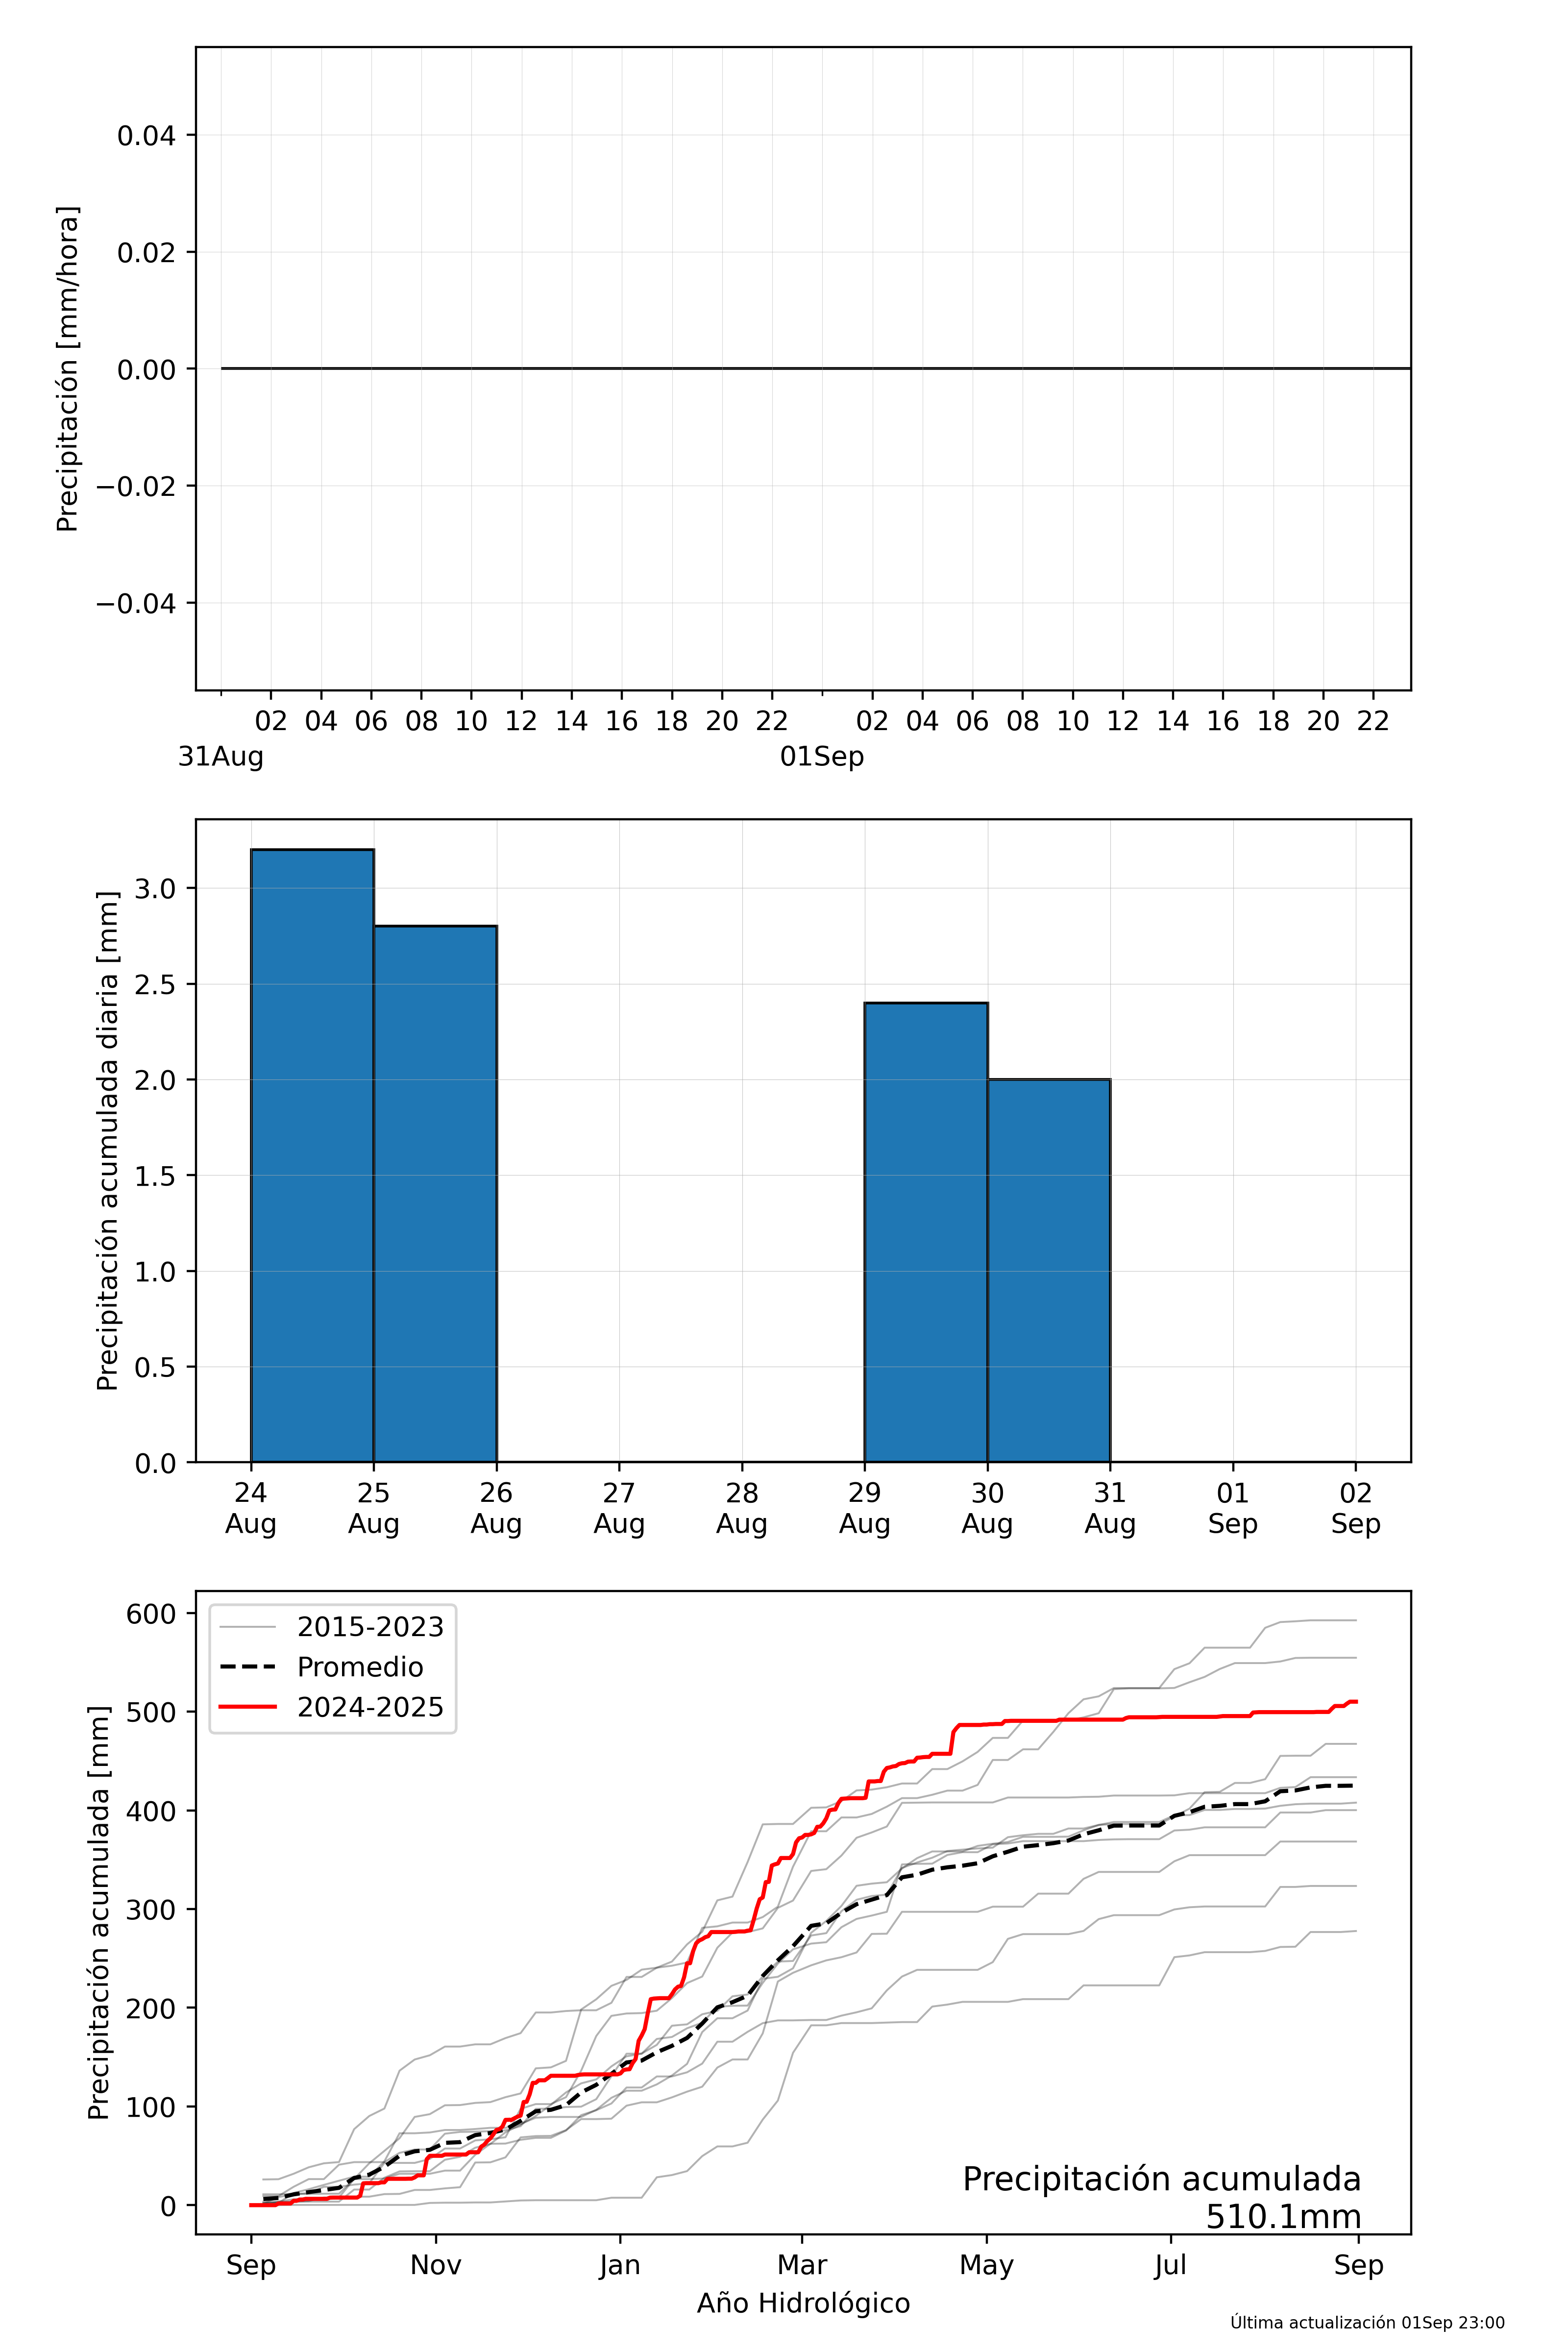 Precipitación [mm/hora]
0.04
0.02
0.00
−0.02
−0.04
02 04 06 08 10 12 14 16 18 20 22 02 04 06 08 10 12 14 16 18 20 22
31Aug 01Sep
Precipitación acumulada diaria [mm]
3.0
2.5
2.0
1.5
1.0
0.5
0.0
24 25 26 27 28 29 30 31 01 02
Aug Aug Aug Aug Aug Aug Aug Aug Sep Sep
Precipitación acumulada [mm]
600
500
400
300
200
100
0
2015-2023
Promedio
2024-2025
Precipitación acumulada
510.1mm
Sep Nov Jan Mar May Jul Sep
Año Hidrológico
Última actualización 01Sep 23:00